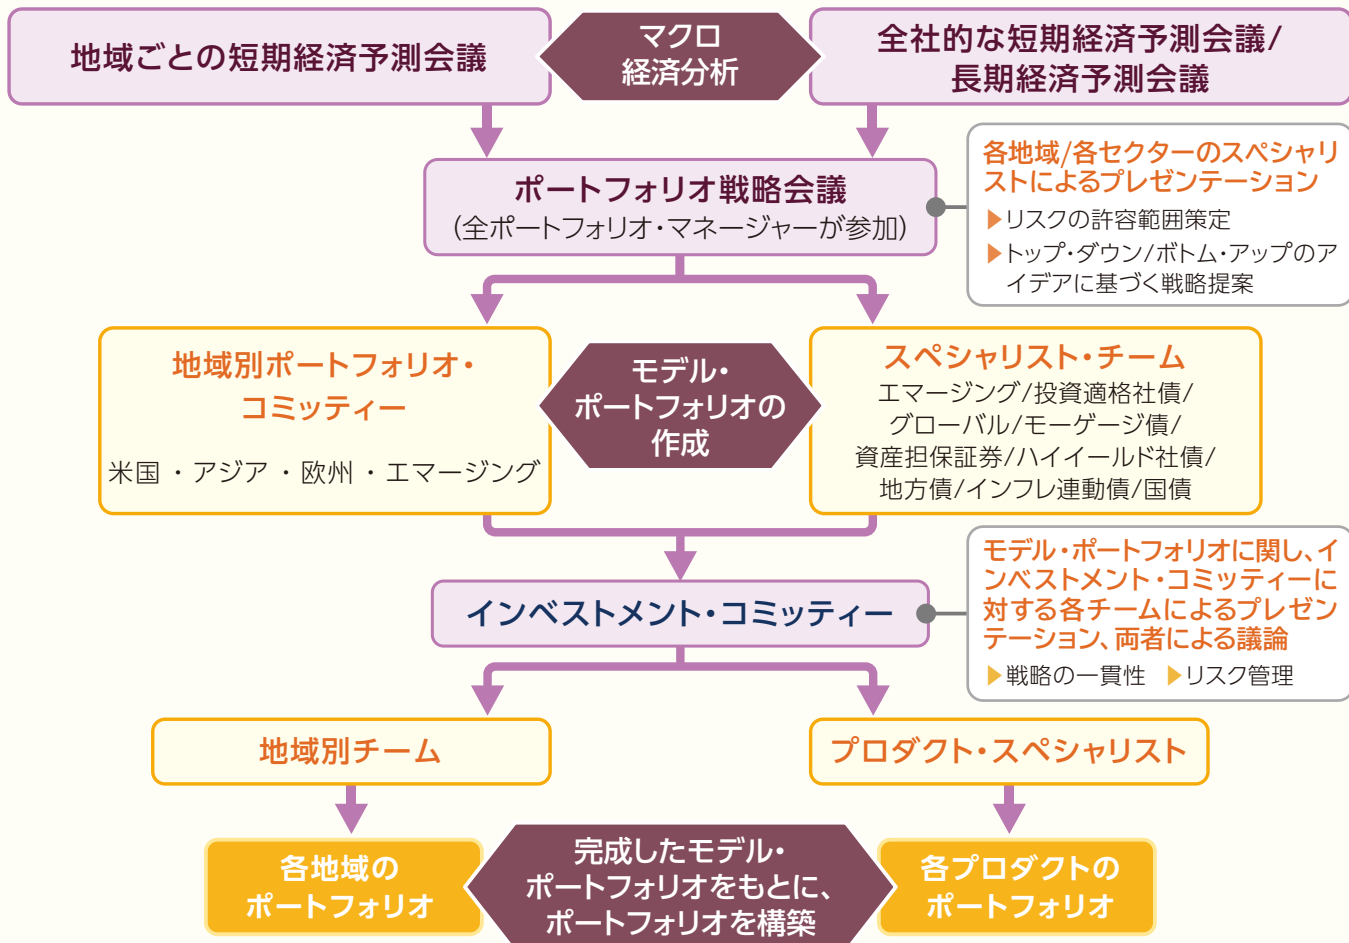 地域ごとの短期経済予測会議
マクロ
経済分析
全社的な短期経済予測会議/
長期経済予測会議
ポートフォリオ戦略会議
(全ポートフォリオ・マネージャーが参加)
各地域/各セクターのスペシャリ
ストによるプレゼンテーション
▶リスクの許容範囲策定
▶トップ・ダウン/ボトム・アップのア
イデアに基づく戦略提案
地域別ポートフォリオ・
コミッティー
米国 ・ アジア ・ 欧州 ・ エマージング
モデル・
ポートフォリオの
作成
スペシャリスト・チーム
エマージング/投資適格社債/
グローバル/モーゲージ債/
資産担保証券/ハイイールド社債/
地方債/インフレ連動債/国債
インベストメント・コミッティー
モデル・ポートフォリオに関し、イ
ンベストメント・コミッティーに
対する各チームによるプレゼン
テーション、両者による議論
▶戦略の一貫性 ▶リスク管理
地域別チーム
プロダクト・スペシャリスト
各地域の
ポートフォリオ
完成したモデル・
ポートフォリオをもとに、
ポートフォリオを構築
各プロダクトの
ポートフォリオ